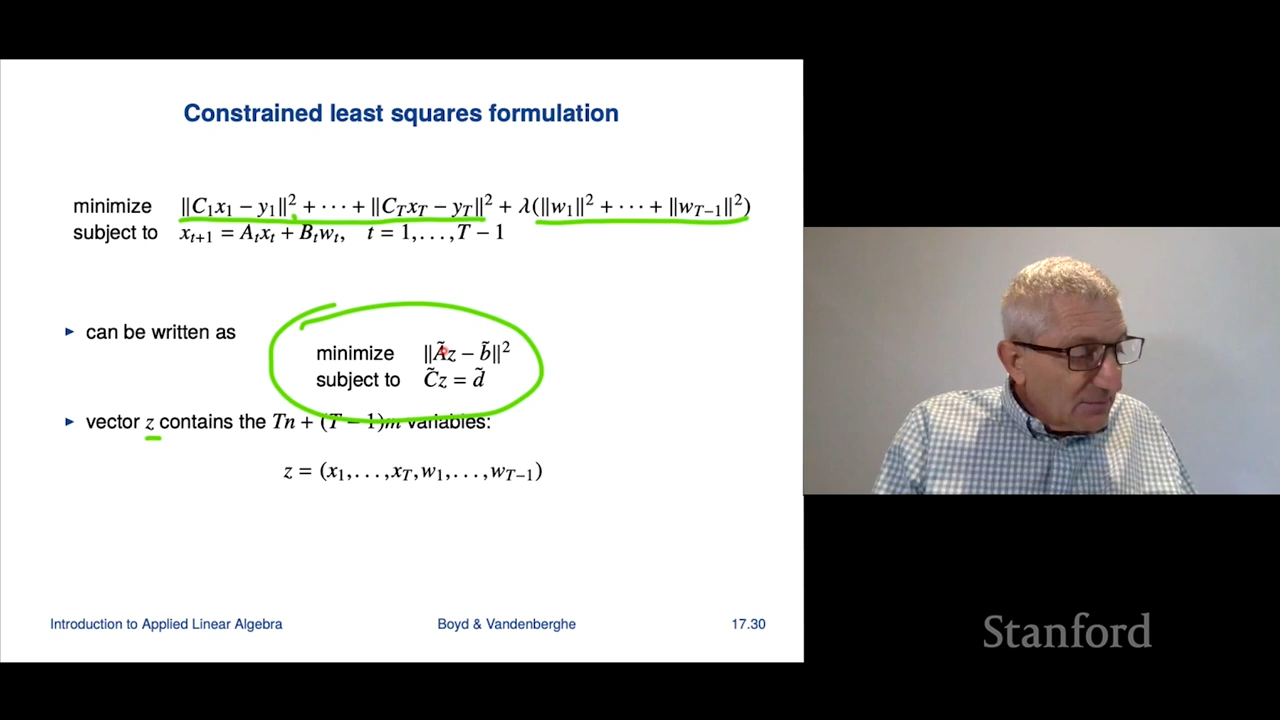 Constrained least squares formulation
minimize ‖C₁x₁ − y₁‖² + ⋯ + ‖C_T x_T − y_T‖² + λ(‖w₁‖² + ⋯ + ‖w_{T−1}‖²)
subject to x_{t+1} = A_t x_t + B_t w_t, t = 1, . . . , T − 1
▶ can be written as
minimize ‖Ãz − b̃‖²
subject to C̃z = d̃
▶ vector z contains the Tn + (T − 1)m variables:
z = (x₁, . . . , x_T, w₁, . . . , w_{T−1})
Introduction to Applied Linear Algebra Boyd & Vandenberghe 17.30
Stanford